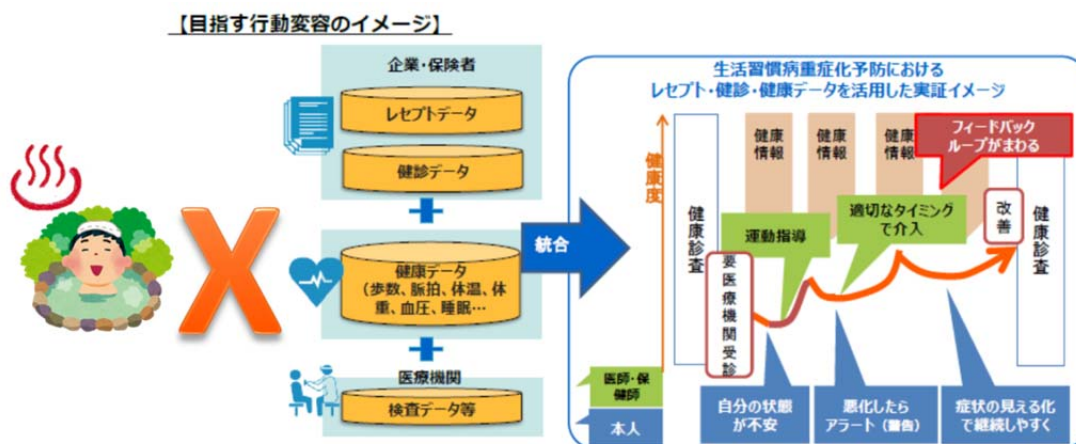 【目指す行動変容のイメージ】
企業・保険者
レセプトデータ
健診データ
健康データ
(歩数、脈拍、体温、体
重、血圧、睡眠…
医療機関
検査データ等
X
統合
生活習慣病重症化予防における
レセプト・健診・健康データを活用した実証イメージ
健康度
健康診査
健康
情報
健康
情報
健康
情報
フィードバック
ループがまわる
運動指導
適切なタイミング
で介入
改善
健康診査
要医療機関受診
医師・保
健師
本人
自分の状態
が不安
悪化したら
アラート(警告)
症状の見える化
で継続しやすく